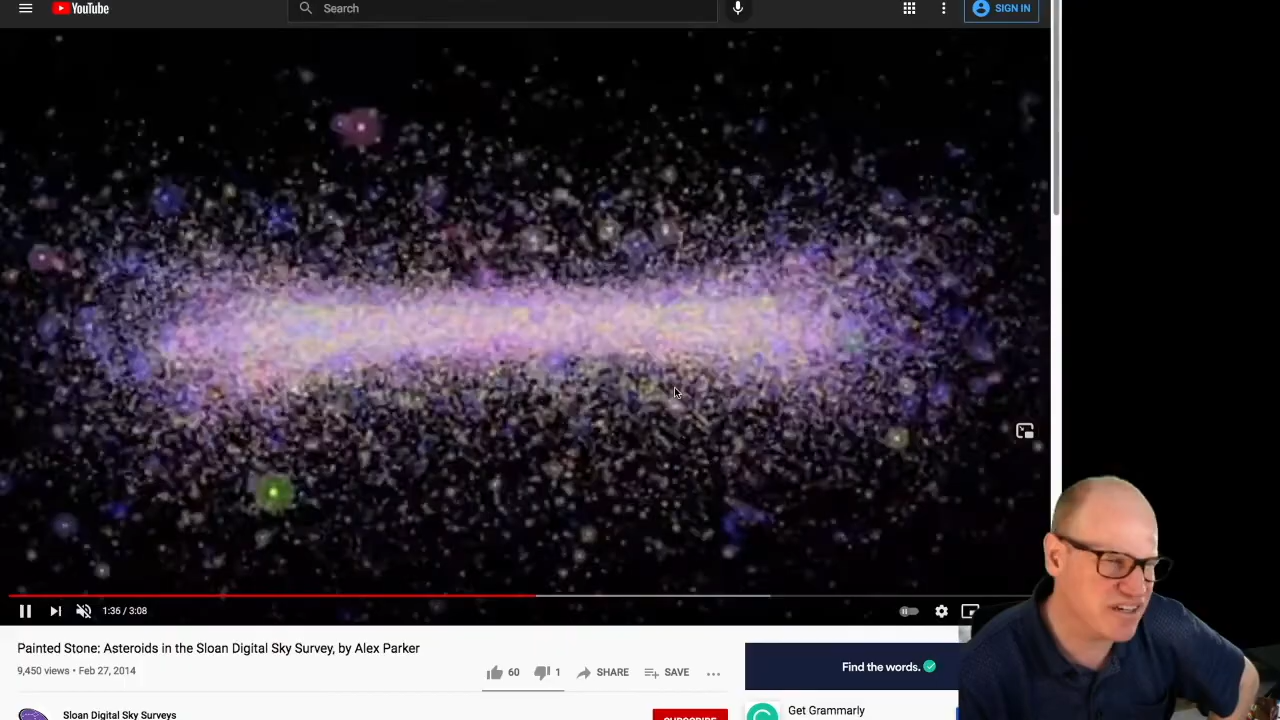 YouTube
Search
SIGN IN
1:36 / 3:08
Painted Stone: Asteroids in the Sloan Digital Sky Survey, by Alex Parker
9,450 views • Feb 27, 2014
60
1
SHARE
SAVE
Find the words.
Sloan Digital Sky Surveys
SUBSCRIBE
Get Grammarly